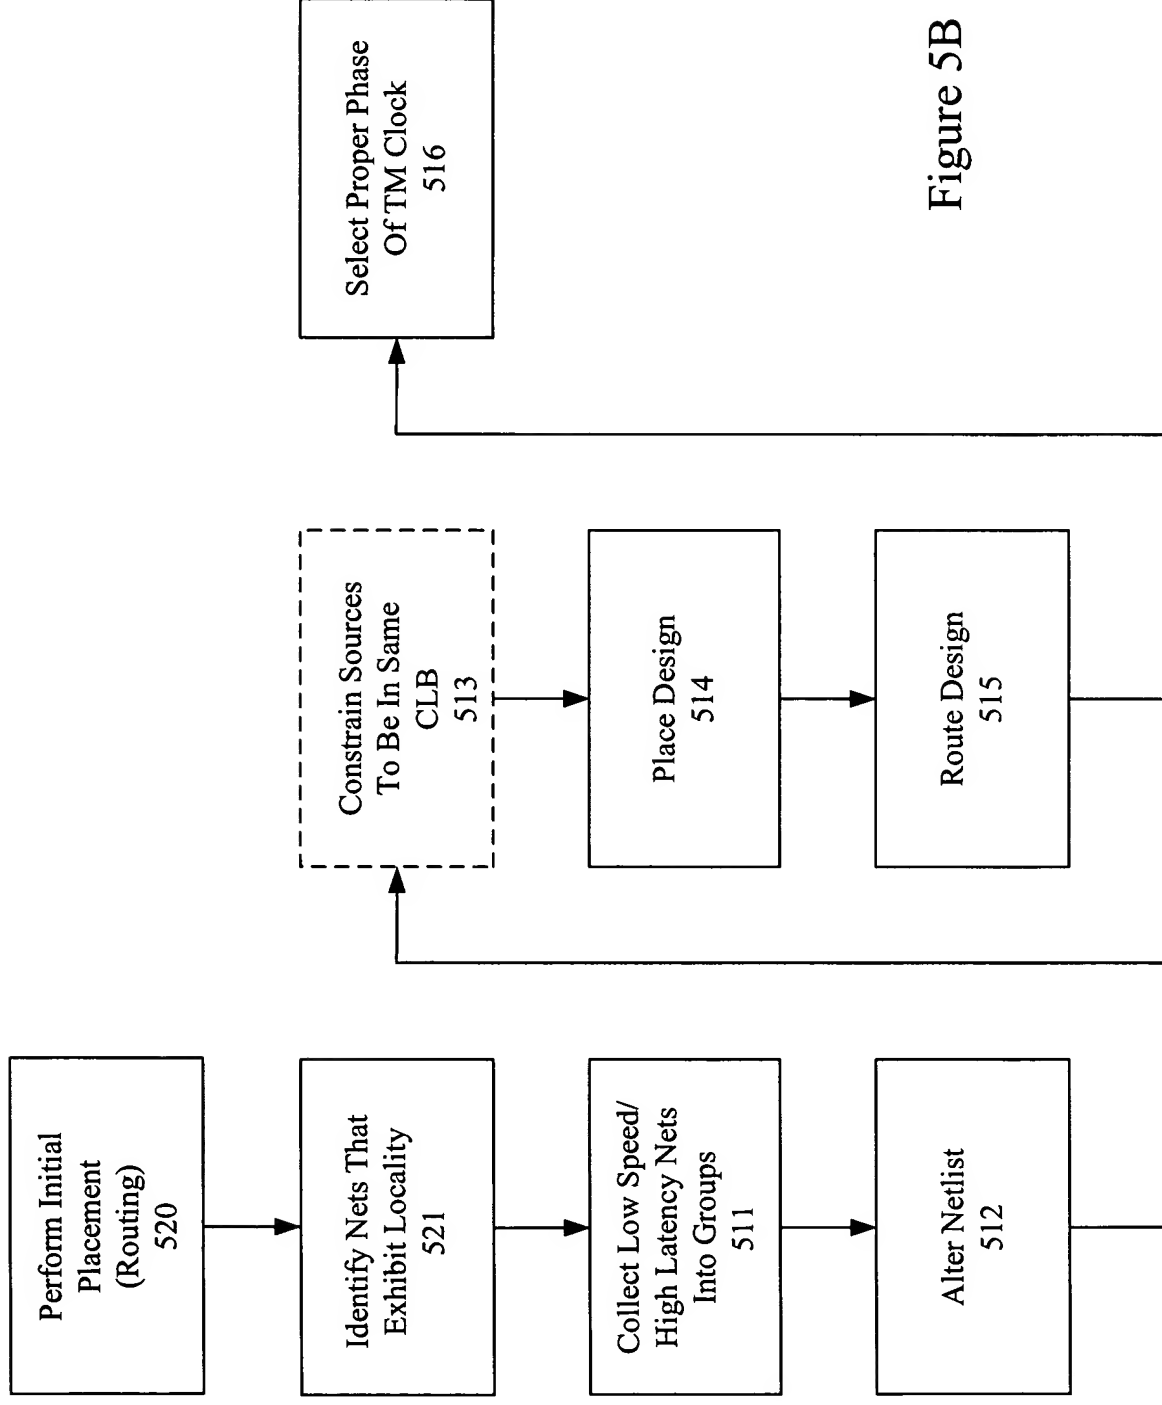 Perform Initial
Placement
(Routing)
520
Identify Nets That
Exhibit Locality
521
Collect Low Speed/
High Latency Nets
Into Groups
511
Alter Netlist
512
Constrain Sources
To Be In Same
CLB
513
Place Design
514
Route Design
515
Select Proper Phase
Of TM Clock
516
Figure 5B